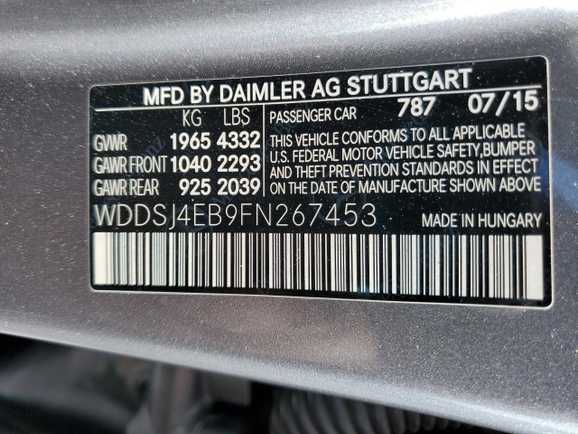 MFD BY DAIMLER AG STUTTGART
KG LBS PASSENGER CAR 787 07/15
GVWR 1965 4332
GAWR FRONT 1040 2293
GAWR REAR 925 2039
THIS VEHICLE CONFORMS TO ALL APPLICABLE
U.S. FEDERAL MOTOR VEHICLE SAFETY, BUMPER
AND THEFT PREVENTION STANDARDS IN EFFECT
ON DATE OF MANUFACTURE SHOWN ABOVE.
WDDSJ4EB9FN267453 MADE IN HUNGARY